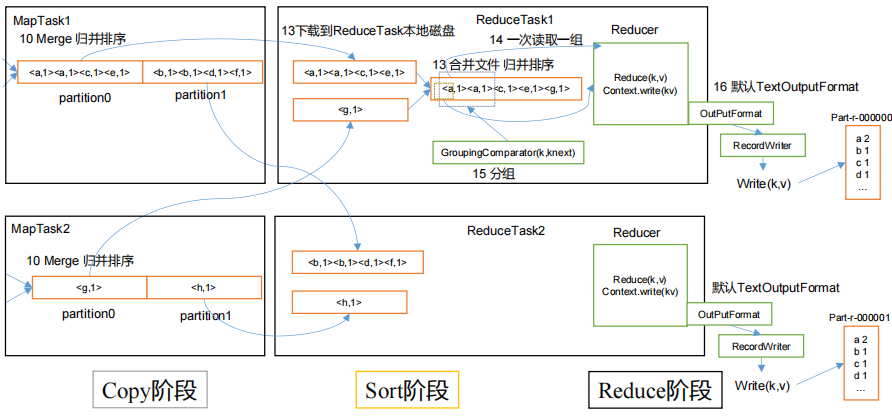 MapTask1
10 Merge 归并排序
<a,1><a,1><c,1><e,1>
<b,1><b,1><d,1><f,1>
partition0
partition1
13下载到ReduceTask本地磁盘
ReduceTask1
14 一次读取一组
<a,1><a,1><c,1><e,1>
<g,1>
13 合并文件 归并排序
<a,1><a,1><c,1><e,1><g,1>
GroupingComparator(k,knext)
15 分组
Reducer
Reduce(k,v)
Context.write(kv)
16 默认TextOutputFormat
OutPutFormat
RecordWriter
Write(k,v)
Part-r-000000
a 2
b 1
c 1
d 1
...
MapTask2
10 Merge 归并排序
<g,1>
<h,1>
partition0
partition1
ReduceTask2
<b,1><b,1><d,1><f,1>
<h,1>
Reducer
Reduce(k,v)
Context.write(kv)
默认TextOutputFormat
OutPutFormat
RecordWriter
Write(k,v)
Part-r-000001
a 2
b 1
c 1
d 1
...
Copy阶段
Sort阶段
Reduce阶段